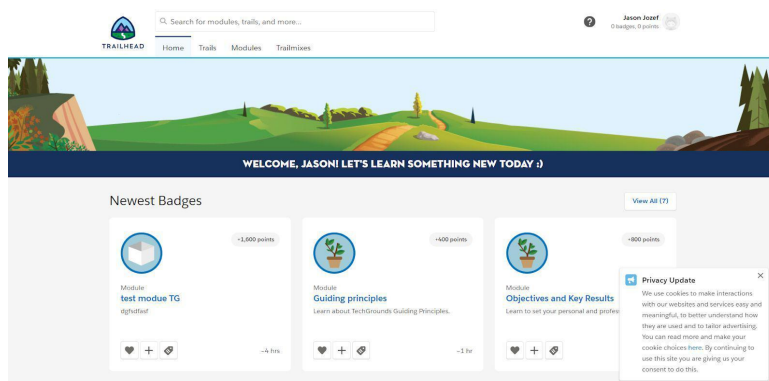 Search for modules, trails, and more...
Jason Jozef
0 badges, 0 points
TRAILHEAD
Home Trails Modules Trailmixes
WELCOME, JASON! LET'S LEARN SOMETHING NEW TODAY :)
Newest Badges
View All (7)
~1,600 points
Module
test modue TG
dghdfasf
~4 hrs
~400 points
Module
Guiding principles
Learn about TechGrounds Guiding Principles.
~1 hr
~800 points
Module
Objectives and Key Results
Learn to set your personal and profes
Privacy Update
We use cookies to make interactions
with our websites and services easy and
meaningful, to better understand how
they are used and to tailor advertising.
You can read more and make your
cookie choices here. By continuing to
use this site you are giving us your
consent to do this.